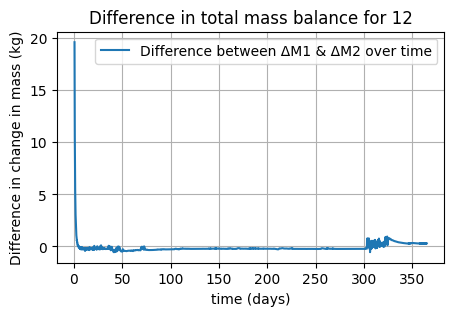 Difference in total mass balance for 12
Difference in change in mass (kg)
20
15
10
5
0
Difference between ΔM1 & ΔM2 over time
0 50 100 150 200 250 300 350
time (days)